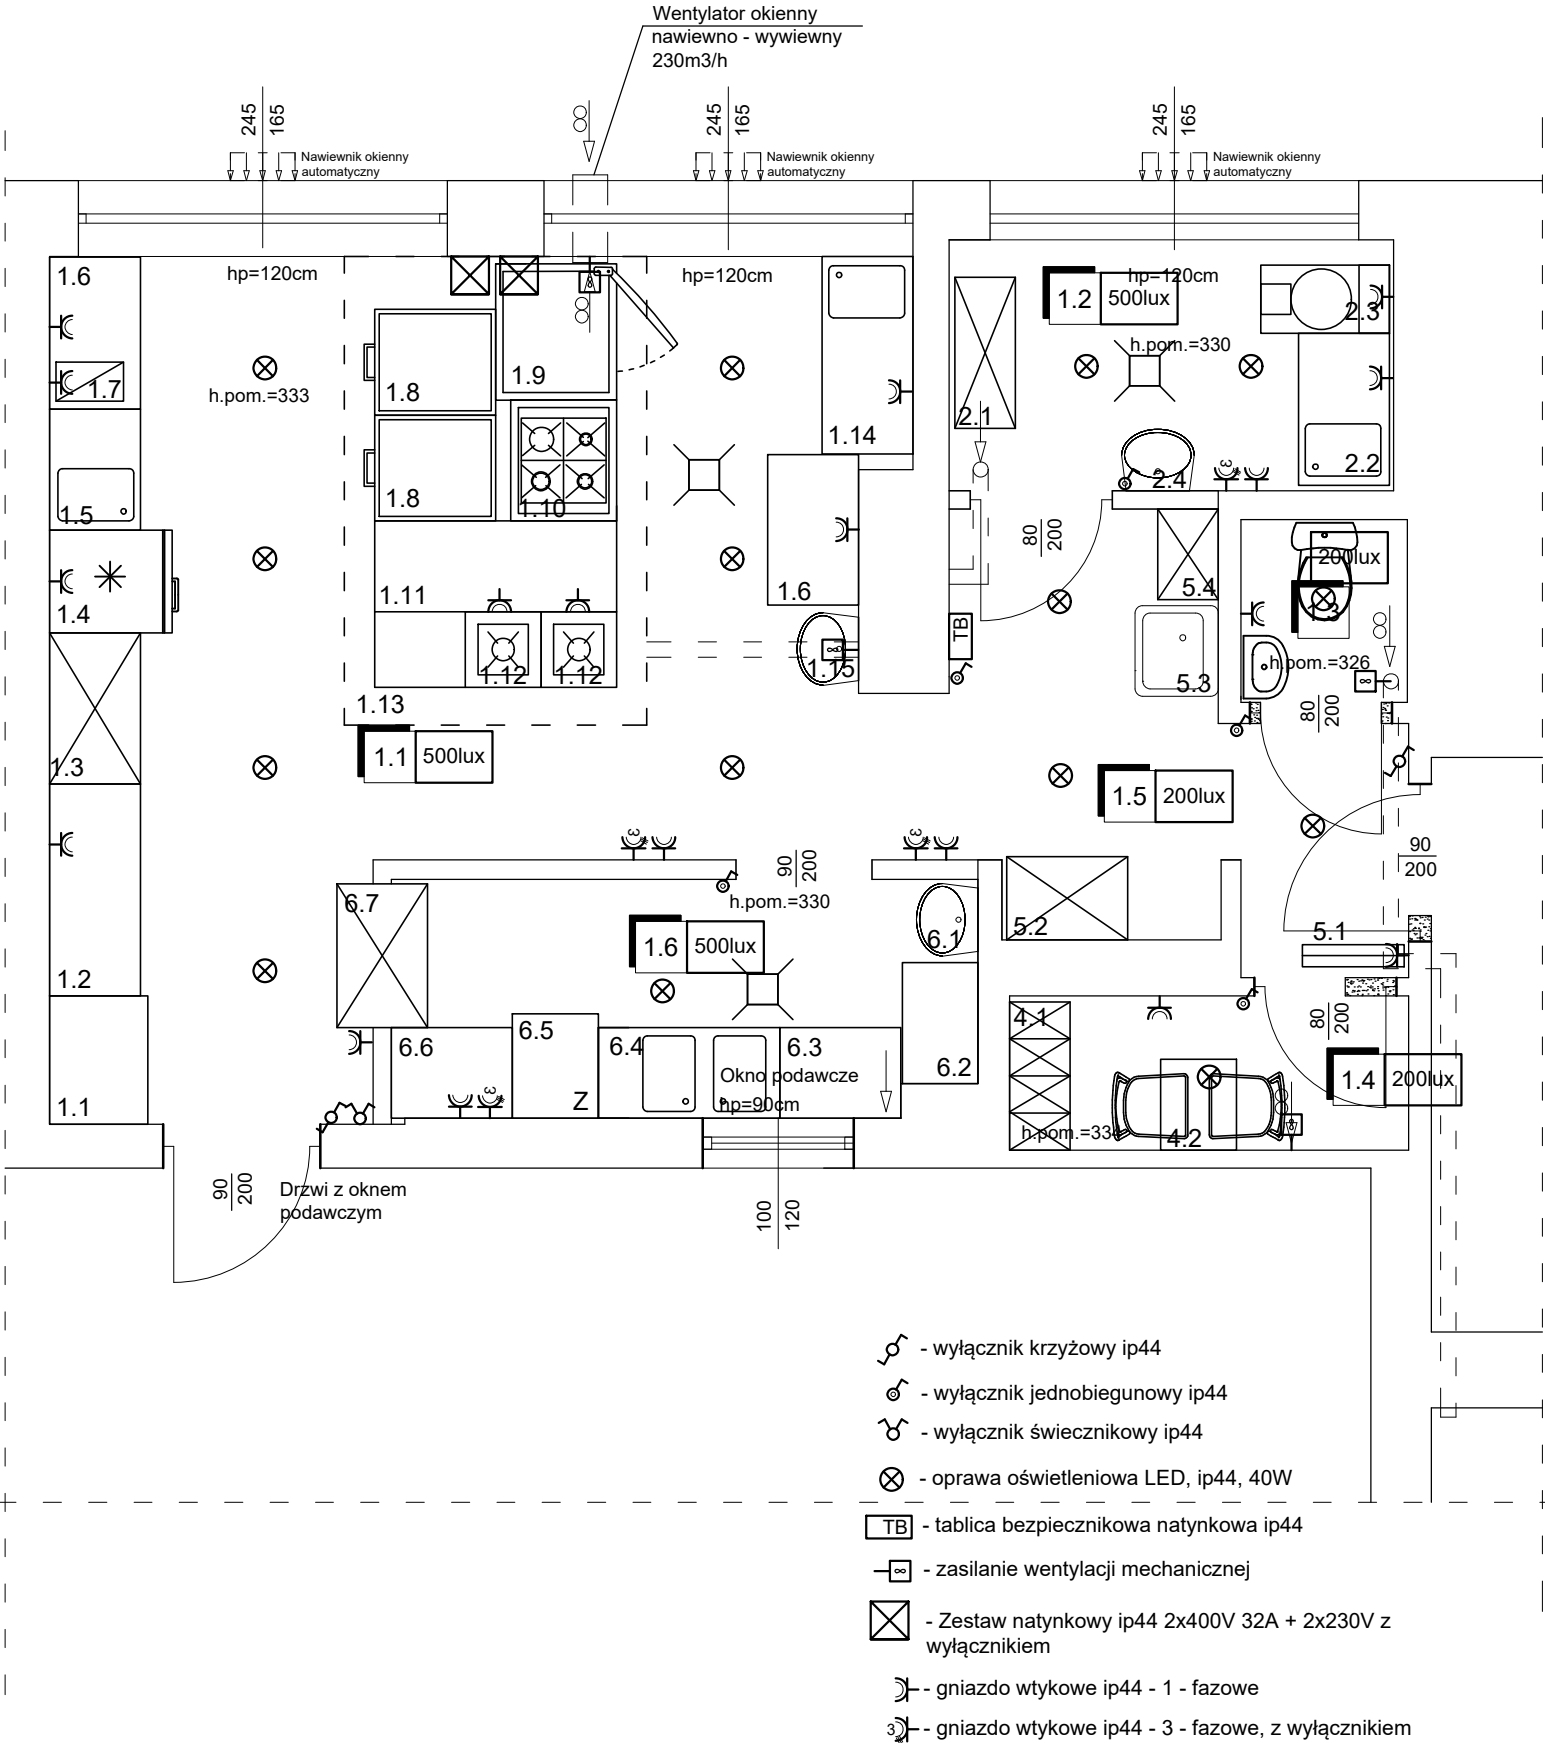 Wentylator okienny
nawiewno - wywiewny
230m3/h
245
165
Nawiewnik okienny
automatyczny
245
165
Nawiewnik okienny
automatyczny
245
165
Nawiewnik okienny
automatyczny
1.6
hp=120cm
hp=120cm
1.2
500lux
hp=120cm
2.3
h.pom.=330
1.7
h.pom.=333
1.8
1.9
2.1
1.14
2.2
2.4
1.5
1.8
1.10
80
200
200lux
1.4
1.11
1.6
5.4
1.3
TB
1.12
1.12
1.15
5.3
h.pom.=326
80
200
1.13
1.3
1.1
500lux
1.5
200lux
90
200
90
200
6.7
h.pom.=330
1.6
500lux
6.1
5.2
5.1
1.2
6.6
6.5
6.4
6.3
Okno podawcze
hp=90cm
6.2
4.1
80
200
1.4
200lux
1.1
Z
h.pom.=334
4.2
90
200
Drzwi z oknem
podawczym
100
120
- wyłącznik krzyżowy ip44
- wyłącznik jednobiegunowy ip44
- wyłącznik świecznikowy ip44
- oprawa oświetleniowa LED, ip44, 40W
TB - tablica bezpiecznikowa natynkowa ip44
- zasilanie wentylacji mechanicznej
- Zestaw natynkowy ip44 2x400V 32A + 2x230V z
wyłącznikiem
- gniazdo wtykowe ip44 - 1 - fazowe
3 - gniazdo wtykowe ip44 - 3 - fazowe, z wyłącznikiem